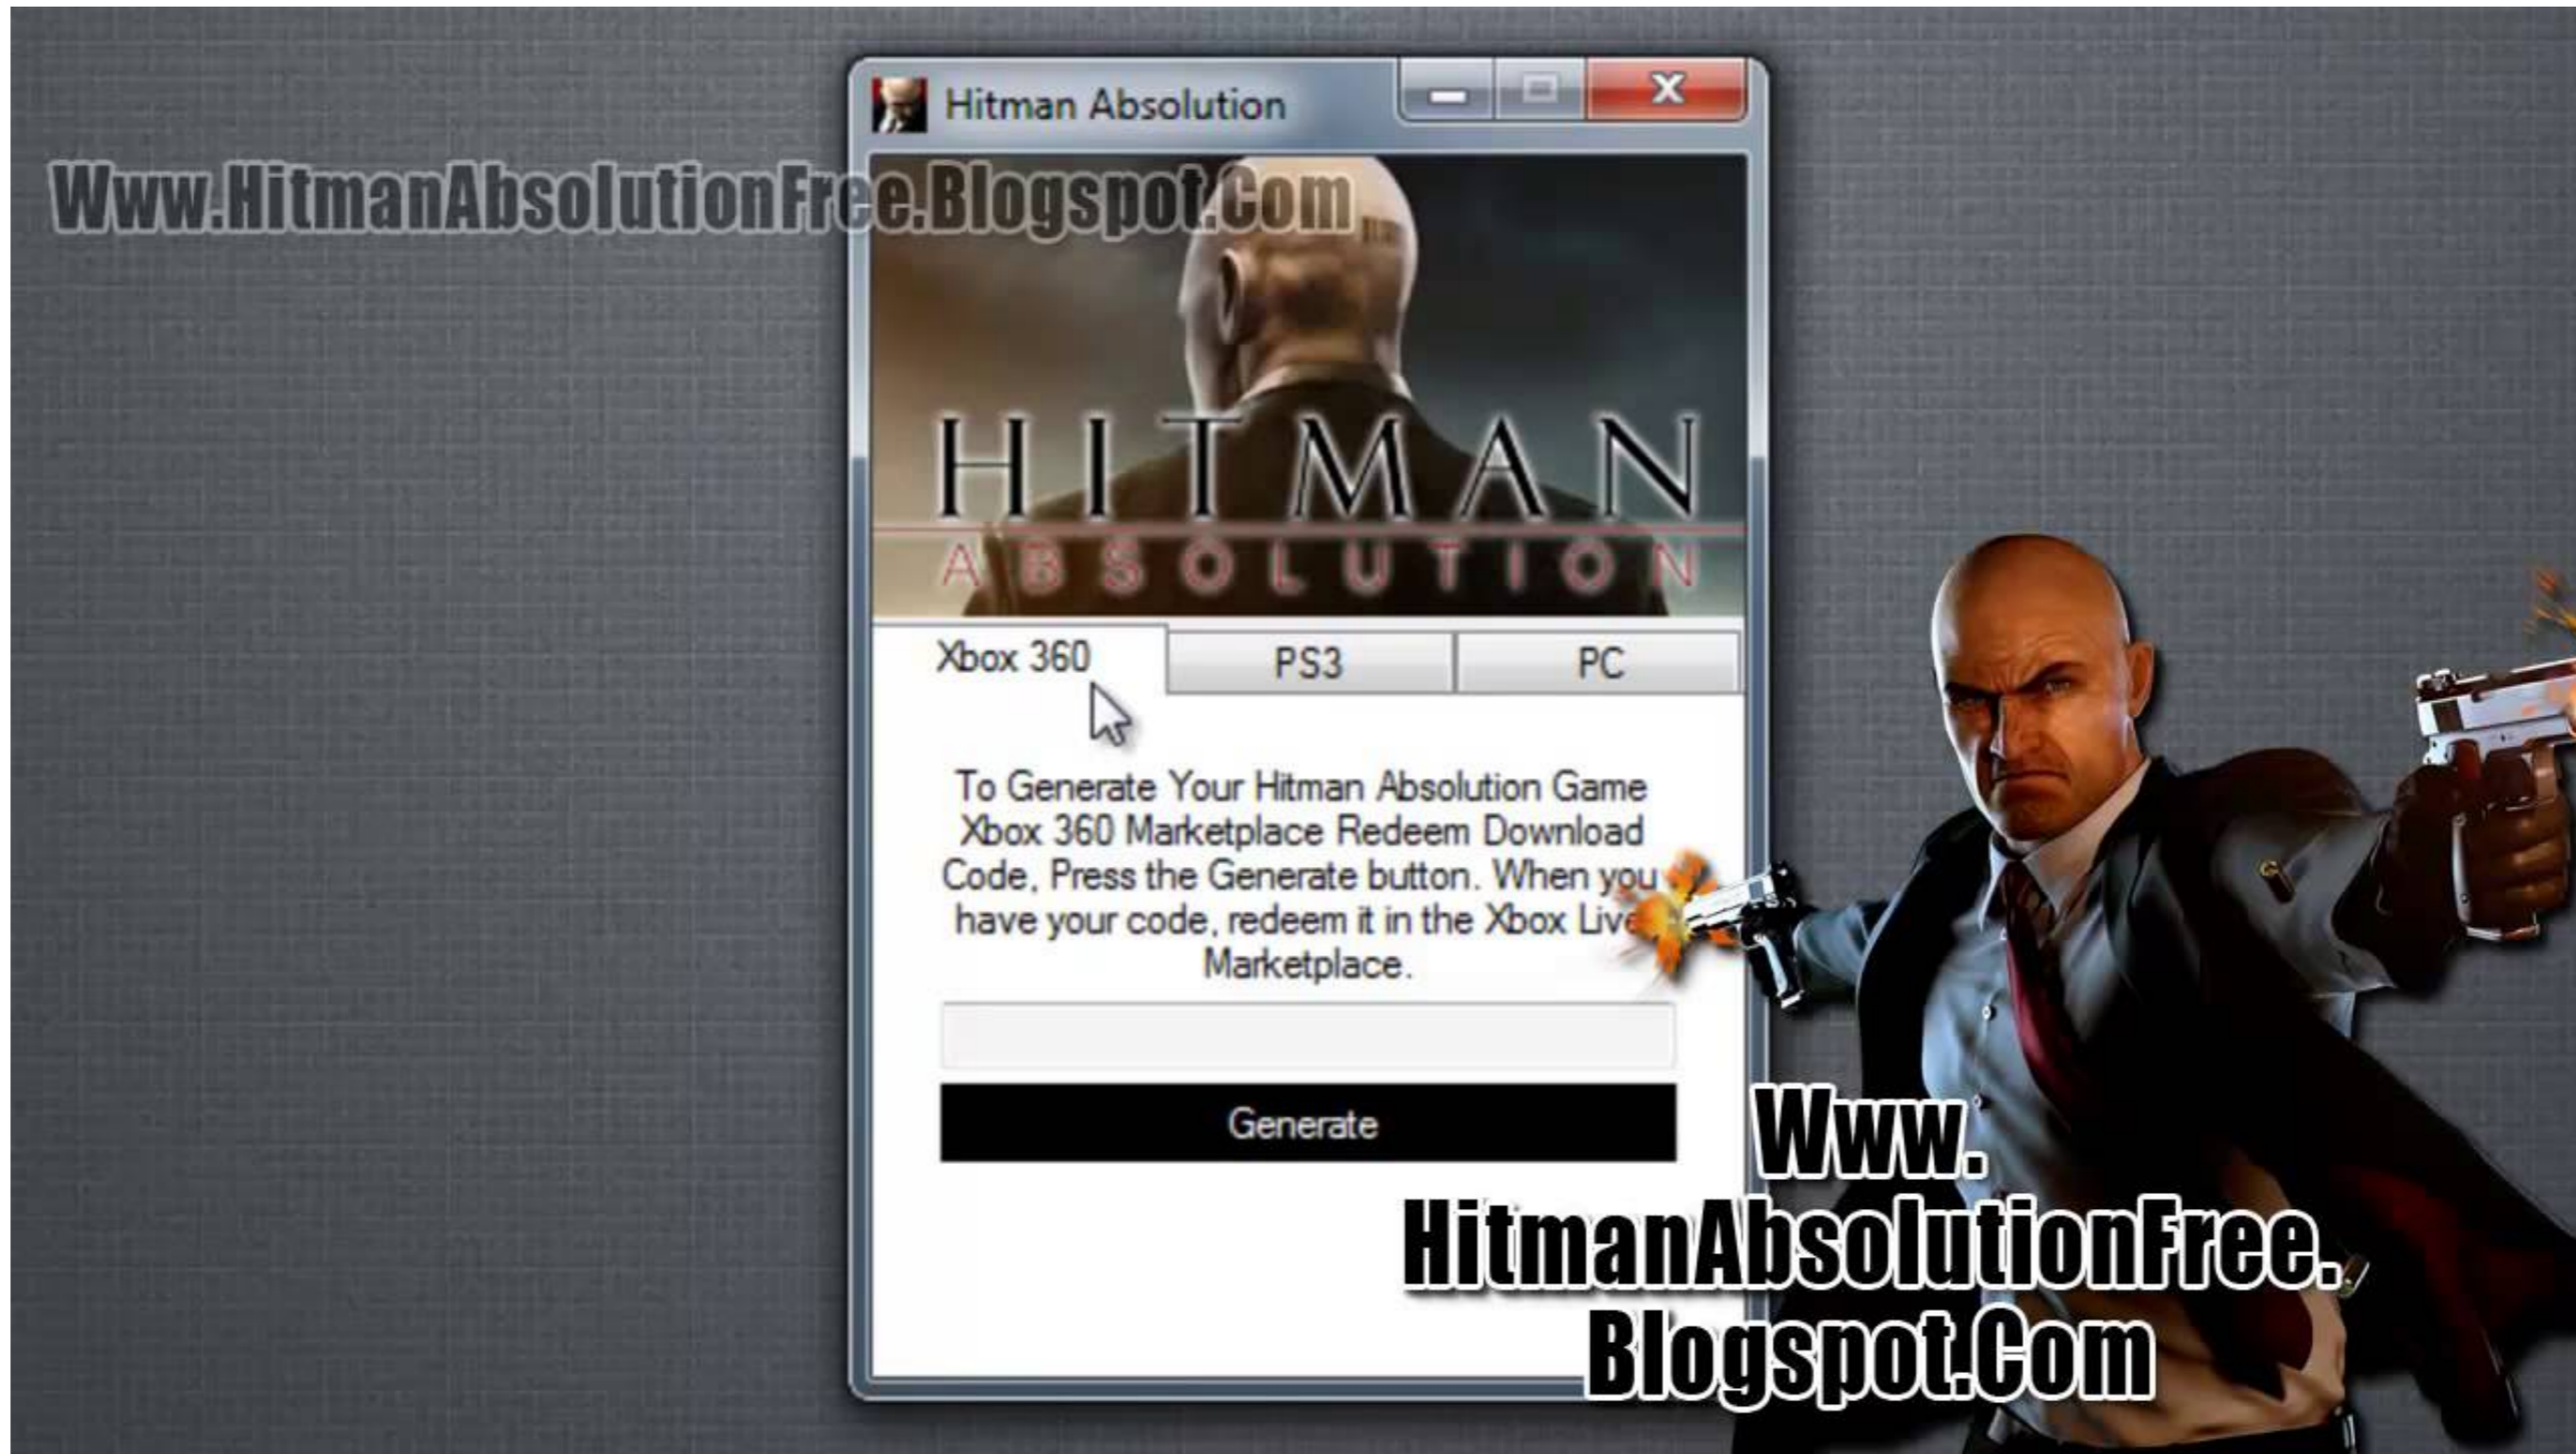 Hitman Absolution
Www.HitmanAbsolutionFree.Blogspot.Com
HITMAN
ABSOLUTION
Xbox 360
PS3
PC
To Generate Your Hitman Absolution Game
Xbox 360 Marketplace Redeem Download
Code, Press the Generate button. When you
have your code, redeem it in the Xbox Live
Marketplace.
Generate
Www.
HitmanAbsolutionFree.
Blogspot.Com